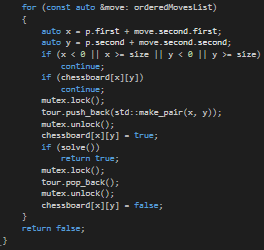 for (const auto &move: orderedMovesList)
{
auto x = p.first + move.second.first;
auto y = p.second + move.second.second;
if (x < 0 || x >= size || y < 0 || y >= size)
continue;
if (chessboard[x][y])
continue;
mutex.lock();
tour.push_back(std::make_pair(x, y));
mutex.unlock();
chessboard[x][y] = true;
if (solve())
return true;
mutex.lock();
tour.pop_back();
mutex.unlock();
chessboard[x][y] = false;
}
return false;
}